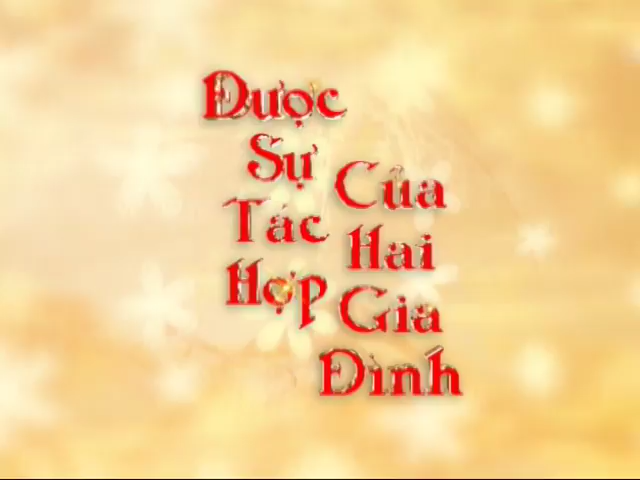 Được
Sự
Tác
Hợp
Của
Hai
Gia
Đình